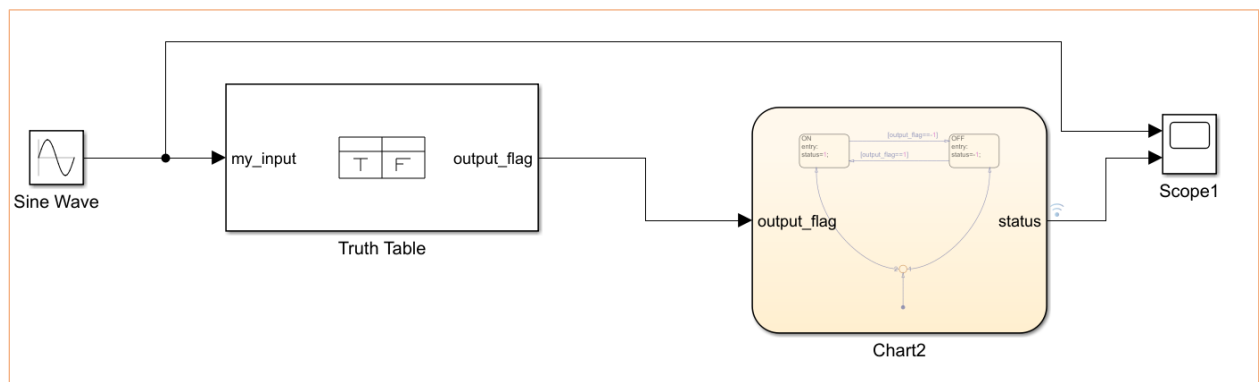 Sine Wave
my_input
T F
output_flag
Truth Table
ON
entry:
status=1;
[output_flag==-1]
[output_flag==1]
OFF
entry:
status=-1;
output_flag
status
Chart2
Scope1